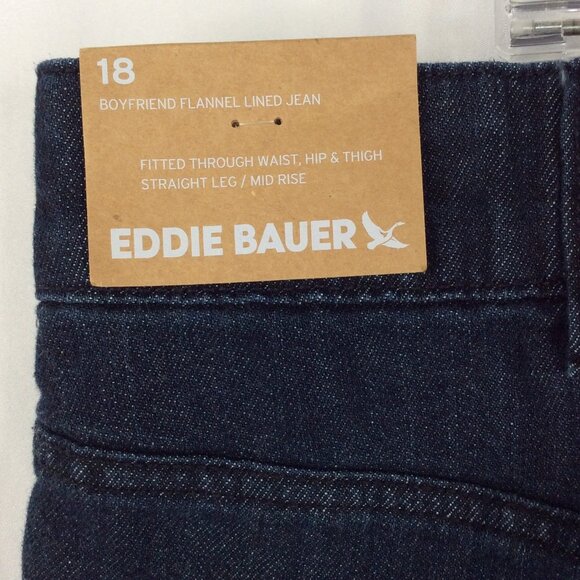 18
BOYFRIEND FLANNEL LINED JEAN
FITTED THROUGH WAIST, HIP & THIGH
STRAIGHT LEG / MID RISE
EDDIE BAUER